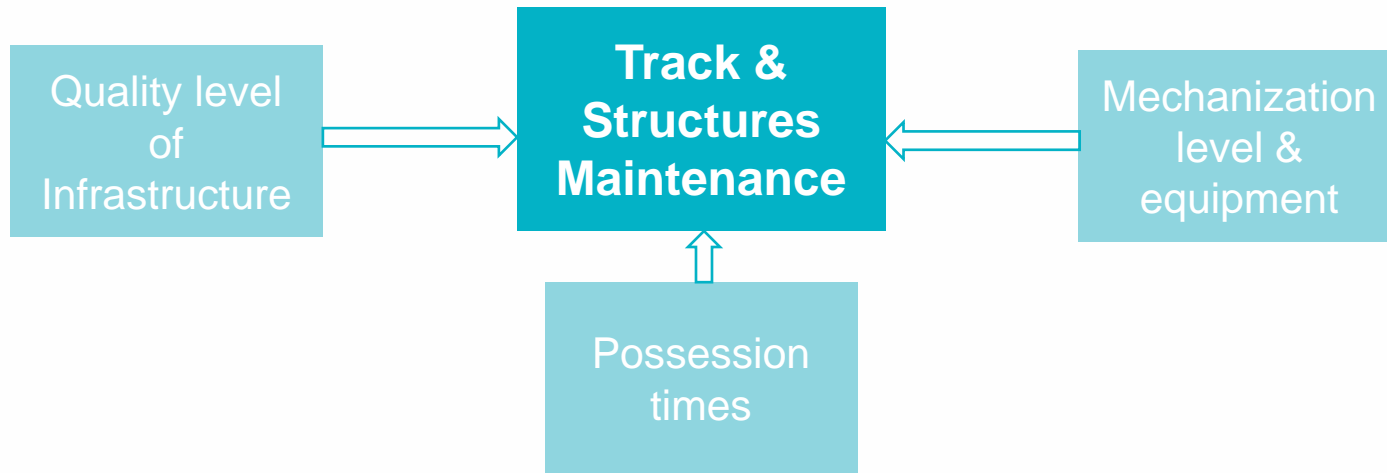 Quality level
of
Infrastructure
Track &
Structures
Maintenance
Mechanization
level &
equipment
Possession
times